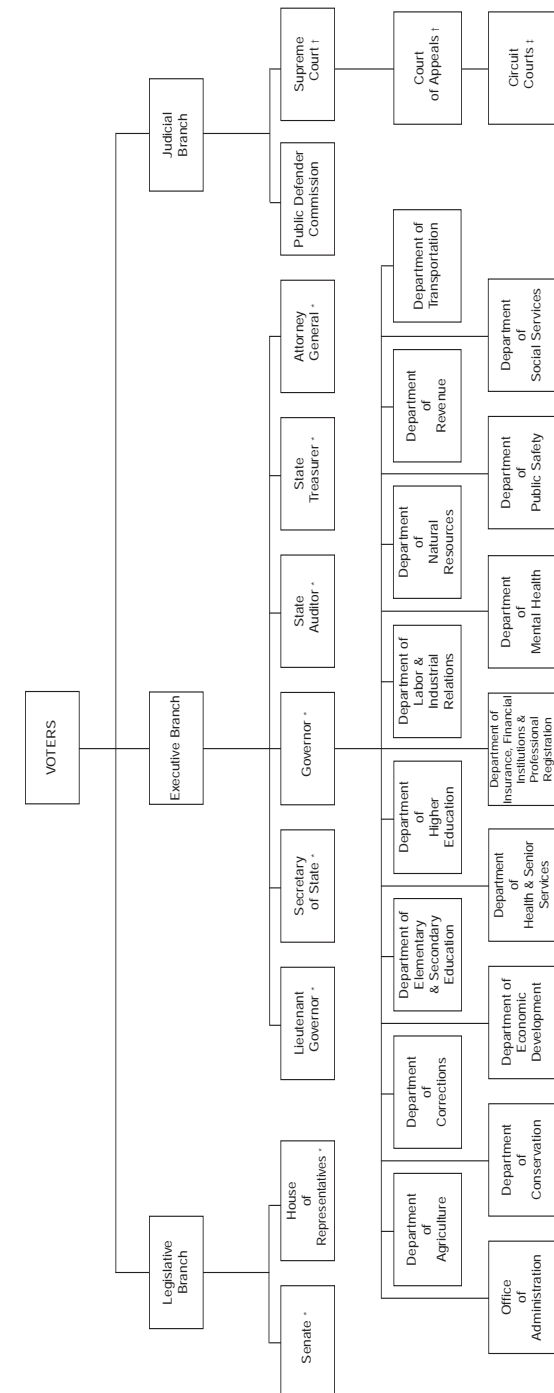 VOTERS
Legislative
Branch
Executive Branch
Judicial
Branch
Senate *
House
of
Representatives *
Lieutenant
Governor *
Secretary
of State *
Governor *
State
Auditor *
State
Treasurer *
Attorney
General *
Public Defender
Commission
Supreme
Court †
Department
of
Agriculture
Department
of
Corrections
Department of
Elementary
& Secondary
Education
Department
of
Higher
Education
Department of
Labor &
Industrial
Relations
Department
of
Natural
Resources
Department
of
Revenue
Department of
Transportation
Court
of Appeals †
Office
of
Administration
Department
of
Conservation
Department of
Economic
Development
Department
of
Health & Senior
Services
Department of
Insurance, Financial
Institutions &
Professional
Registration
Department
of
Mental Health
Department
of
Public Safety
Department
of
Social Services
Circuit
Courts ‡